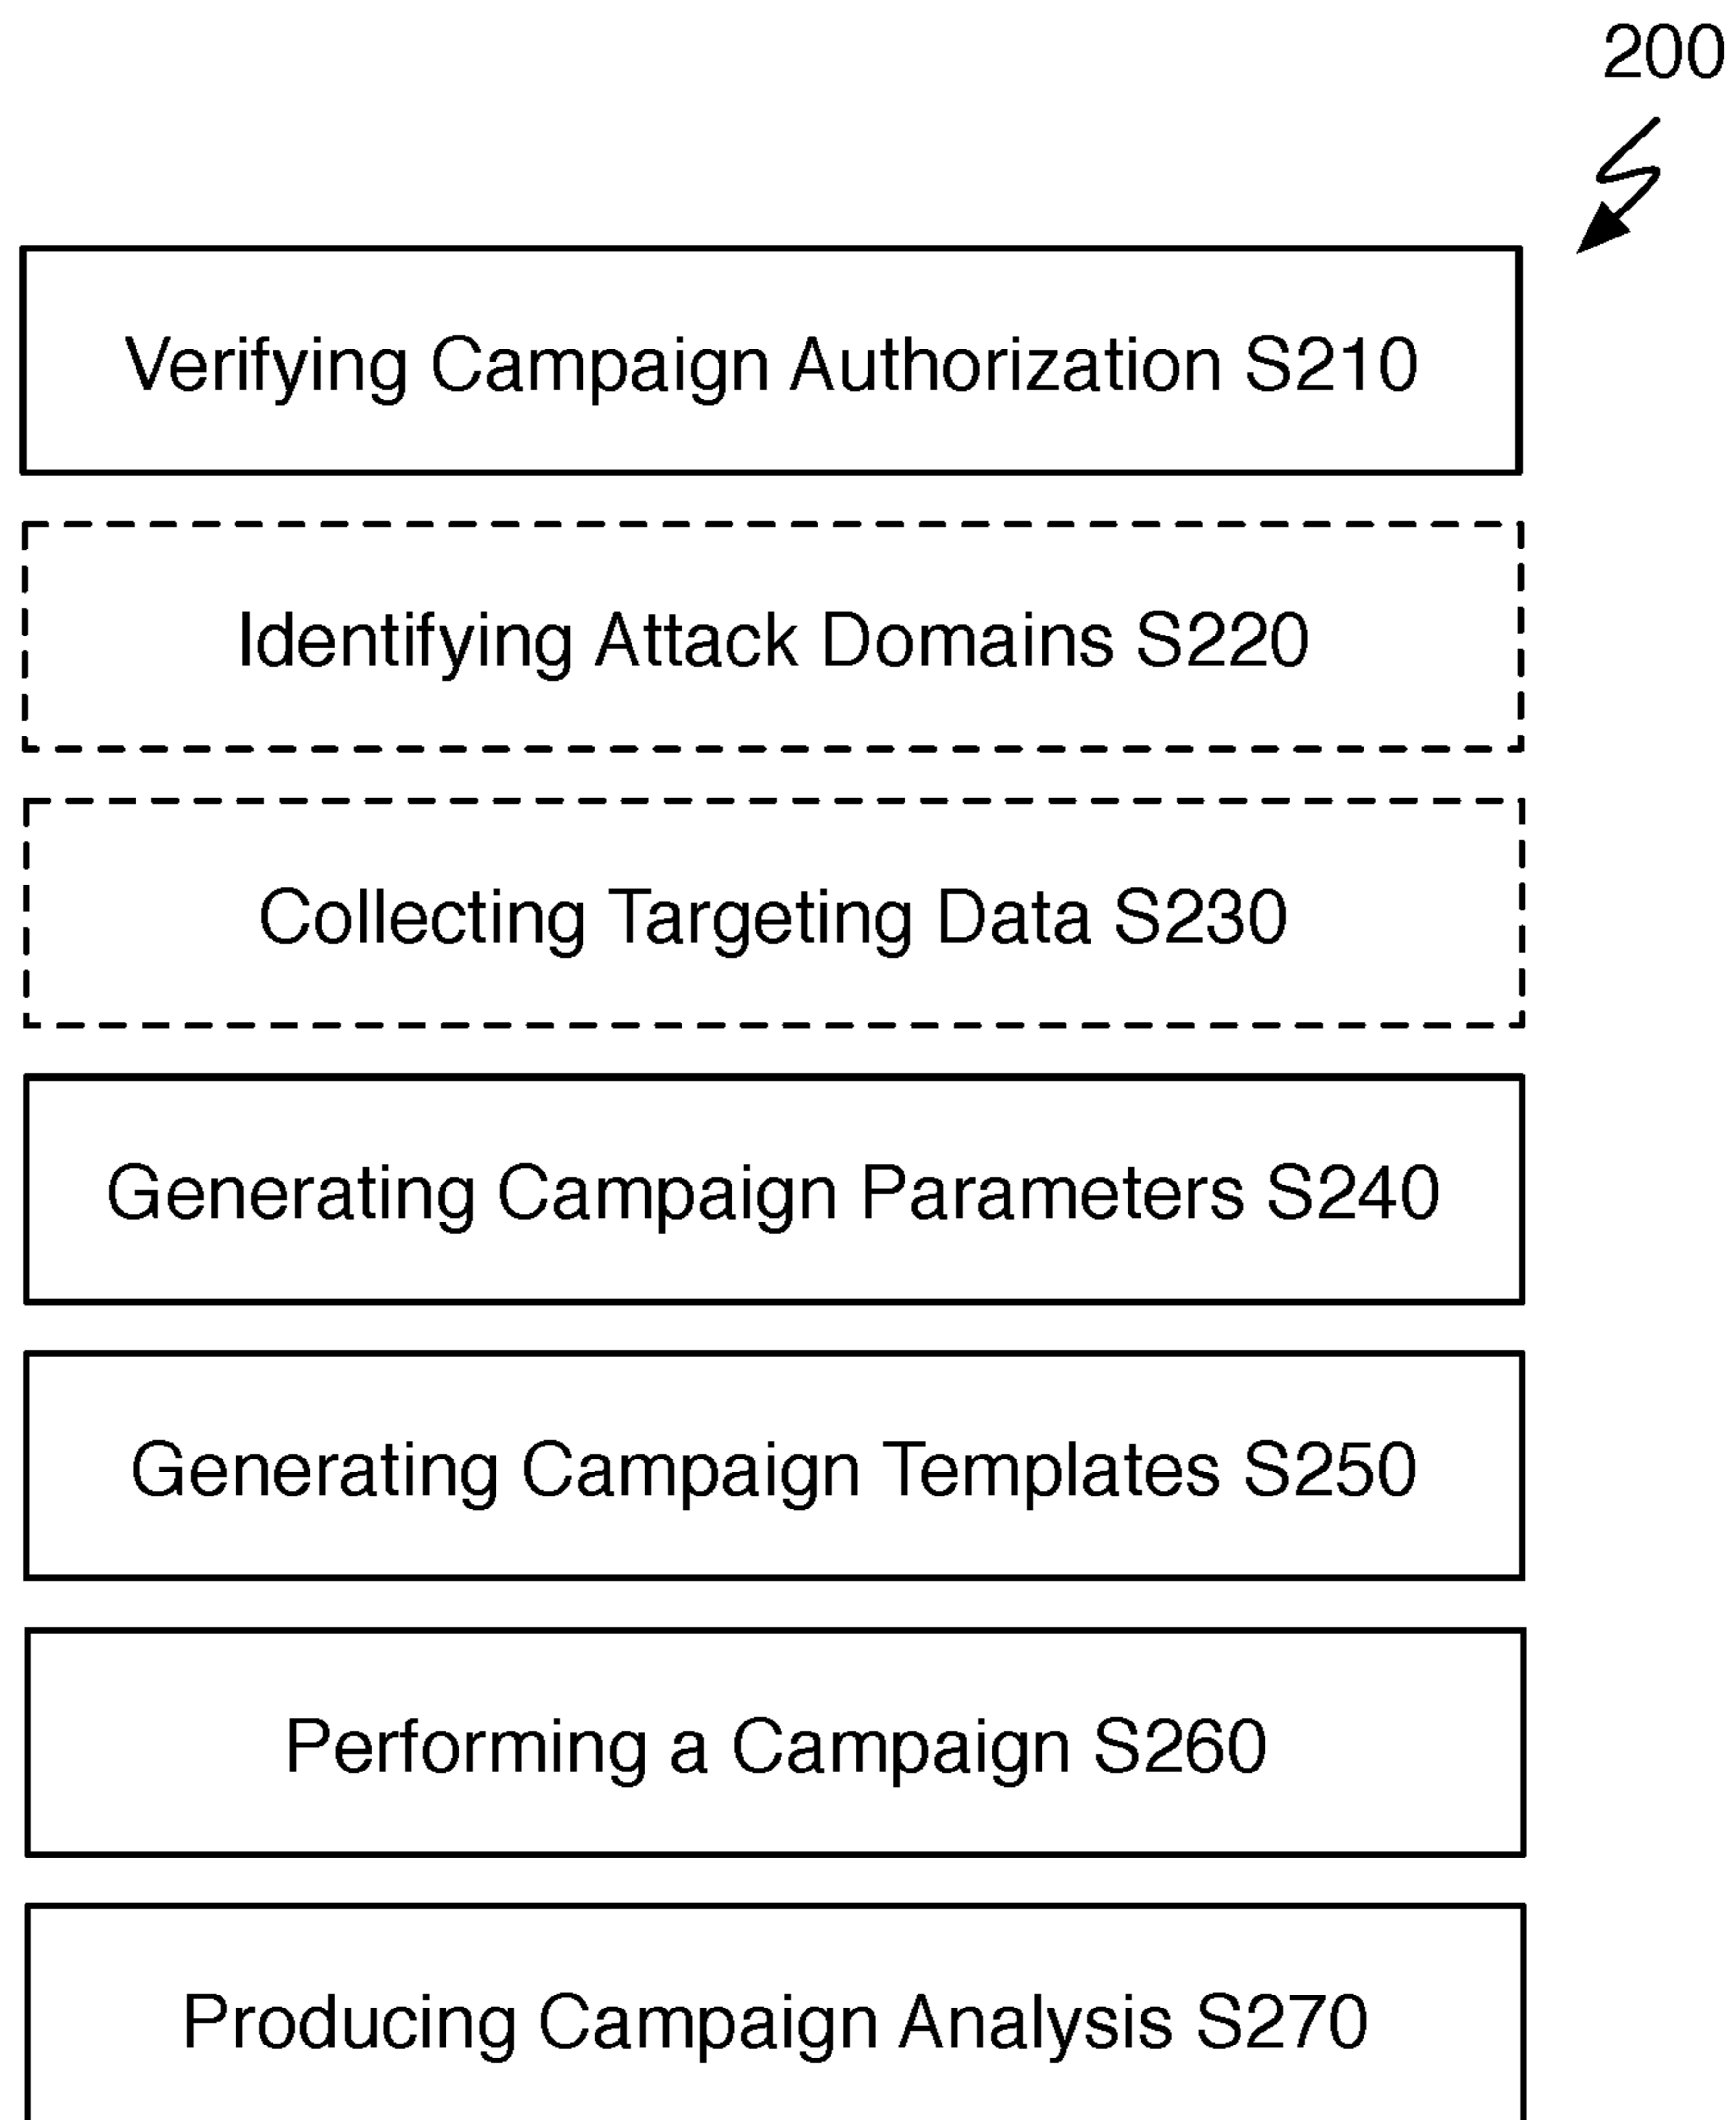 200
Verifying Campaign Authorization S210
Identifying Attack Domains S220
Collecting Targeting Data S230
Generating Campaign Parameters S240
Generating Campaign Templates S250
Performing a Campaign S260
Producing Campaign Analysis S270